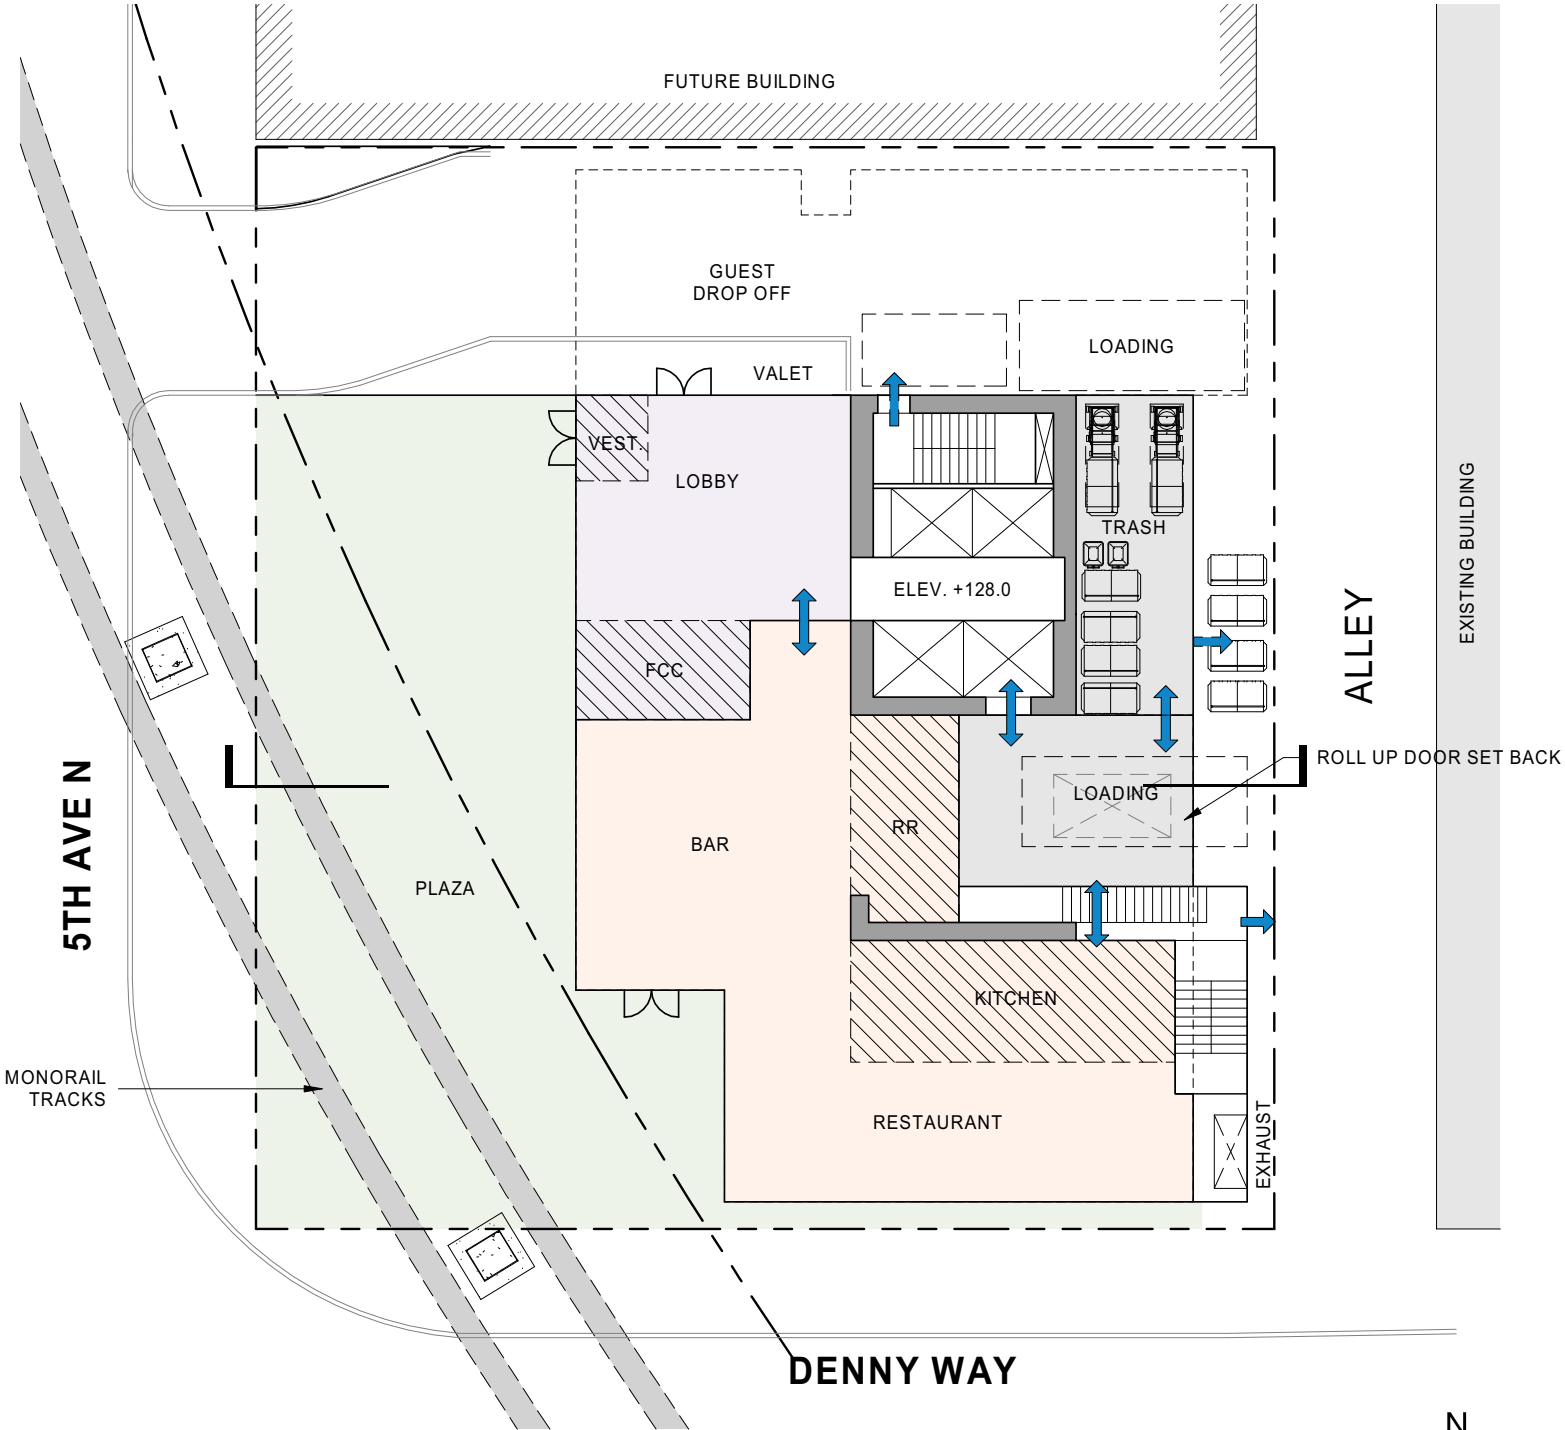 FUTURE BUILDING
GUEST
DROP OFF
LOADING
VALET
VEST.
LOBBY
TRASH
EXISTING BUILDING
ELEV. +128.0
ALLEY
FCC
ROLL UP DOOR SET BACK
LOADING
5TH AVE N
RR
BAR
PLAZA
KITCHEN
MONORAIL
TRACKS
RESTAURANT
EXHAUST
DENNY WAY
N